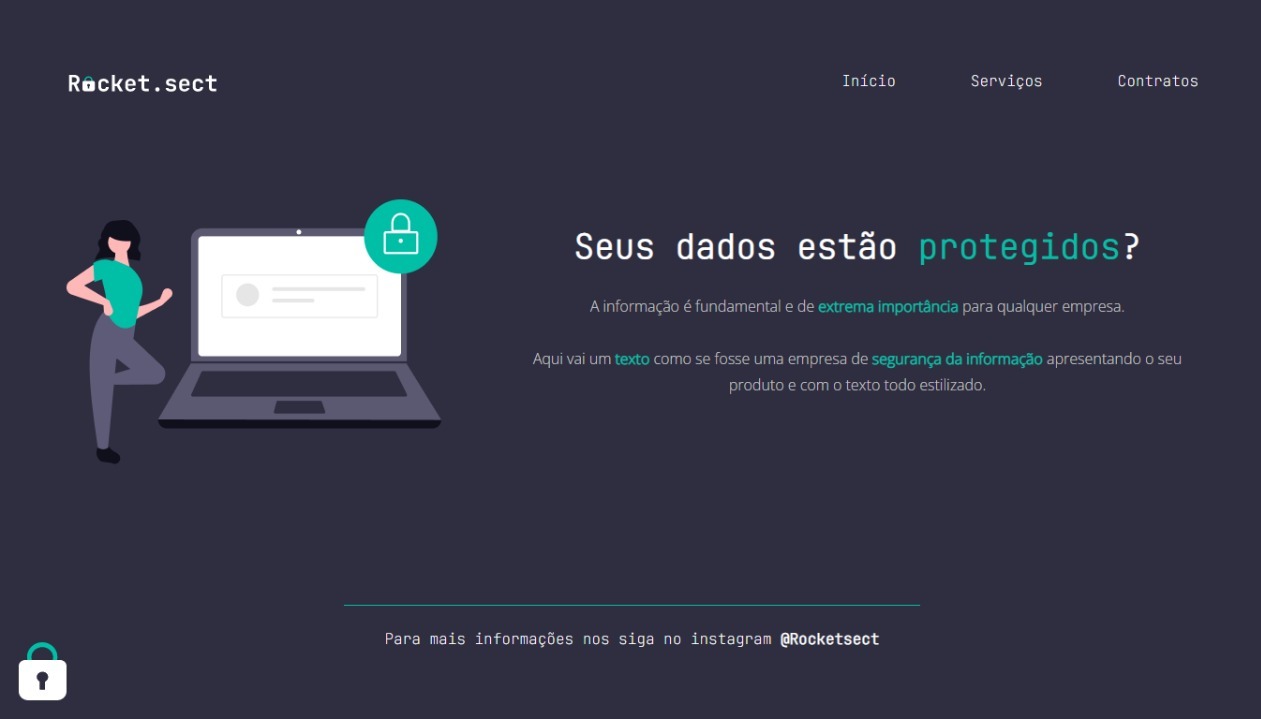 Rocket.sect
Início Serviços Contratos
Seus dados estão protegidos?
A informação é fundamental e de extrema importância para qualquer empresa.
Aqui vai um texto como se fosse uma empresa de segurança da informação apresentando o seu
produto e com o texto todo estilizado.
Para mais informações nos siga no instagram @Rocketsect